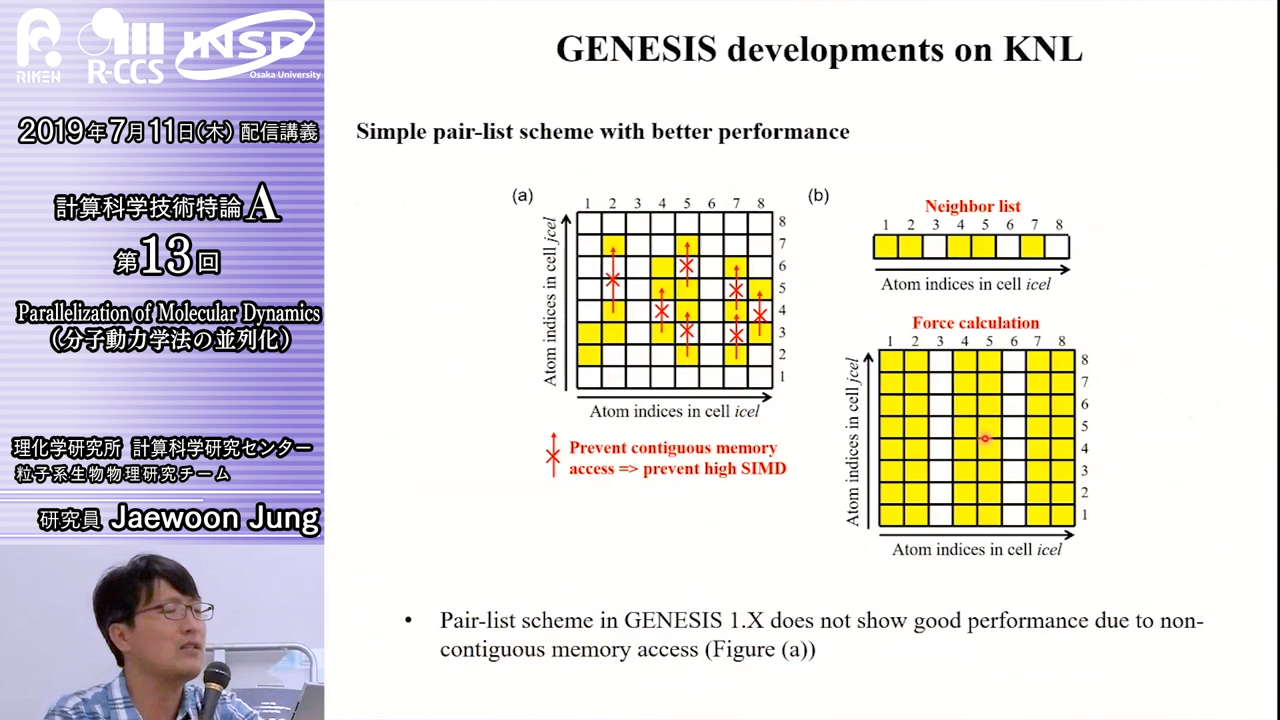 RIKEN
R-CCS
INSD
Osaka University
2019年7月11日(木) 配信講義
計算科学技術特論A
第13回
Parallelization of Molecular Dynamics
(分子動力学法の並列化)
理化学研究所 計算科学研究センター
粒子系生物物理研究チーム
研究員 Jaewoon Jung
GENESIS developments on KNL
Simple pair-list scheme with better performance
(a)
1 2 3 4 5 6 7 8
8
7
6
5
4
3
2
1
Atom indices in cell jcel
Atom indices in cell icel
Prevent contiguous memory
access => prevent high SIMD
(b)
Neighbor list
1 2 3 4 5 6 7 8
Atom indices in cell icel
Force calculation
1 2 3 4 5 6 7 8
8
7
6
5
4
3
2
1
Atom indices in cell jcel
Atom indices in cell icel
• Pair-list scheme in GENESIS 1.X does not show good performance due to non-
contiguous memory access (Figure (a))